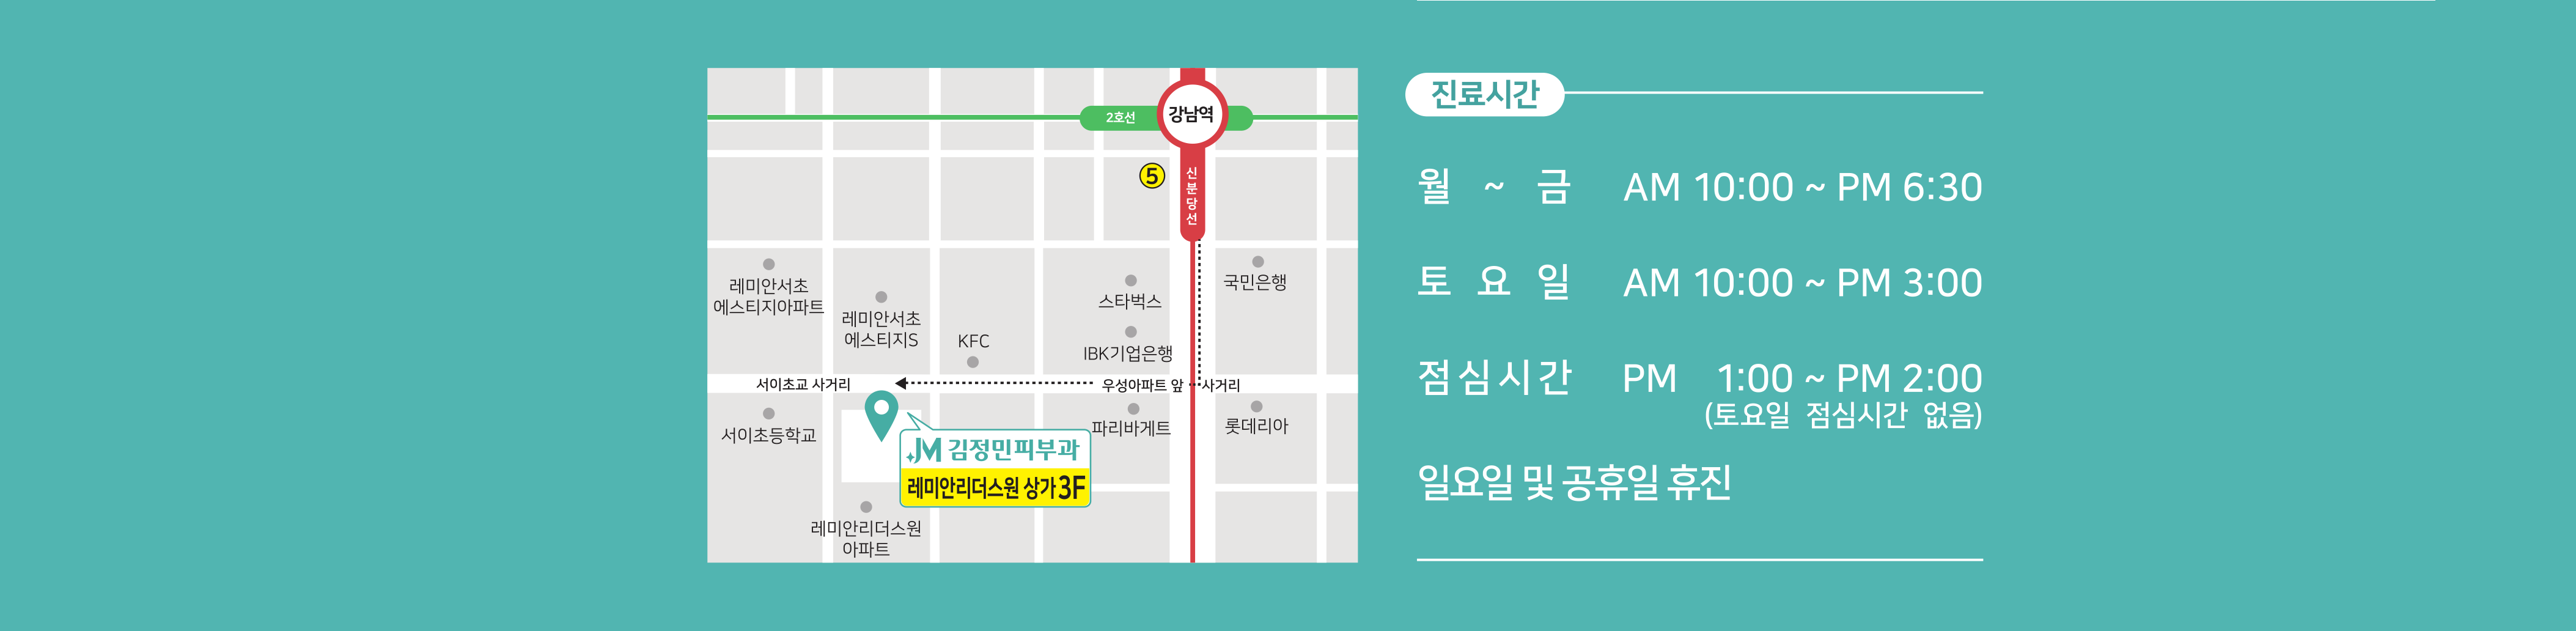 2호선
강남역
5
신분당선
레미안서초
에스티지아파트
레미안서초
에스티지S
KFC
스타벅스
IBK기업은행
국민은행
서이초교 사거리
우성아파트 앞 사거리
서이초등학교
파리바게트
롯데리아
JM 김정민피부과
레미안리더스원 상가 3F
레미안리더스원
아파트
진료시간
월 ~ 금 AM 10:00 ~ PM 6:30
토요일 AM 10:00 ~ PM 3:00
점심시간 PM 1:00 ~ PM 2:00
(토요일 점심시간 없음)
일요일 및 공휴일 휴진